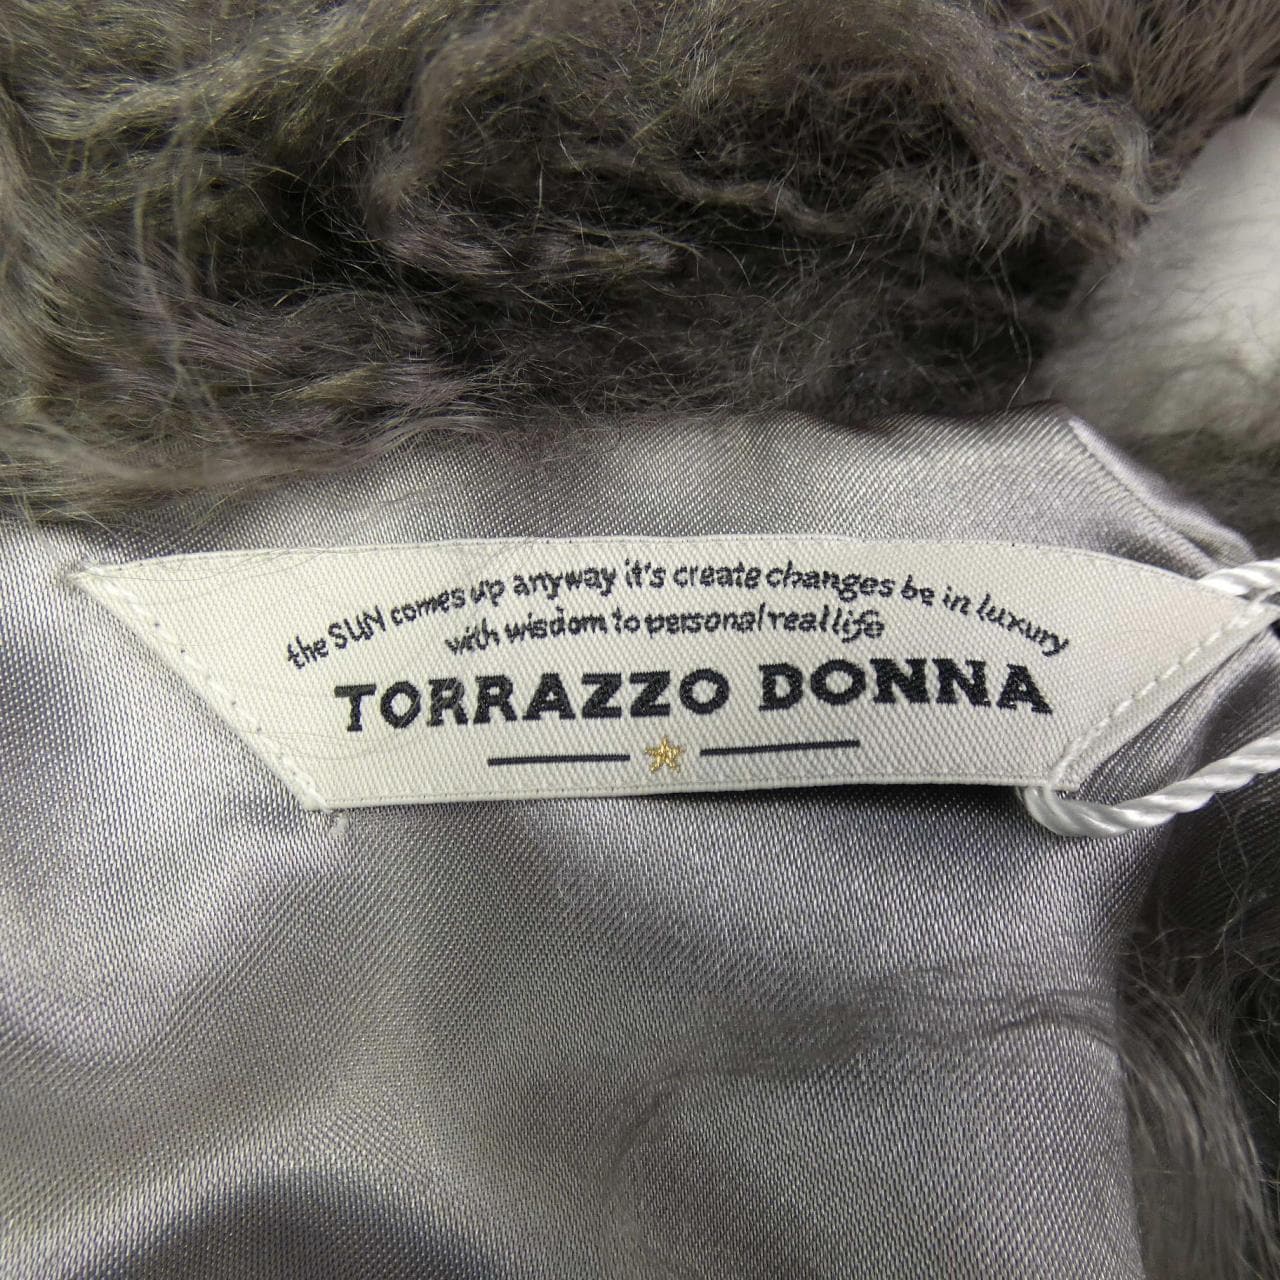 the SUN comes up anyway it's create changes be in luxury
with wisdom to personal real life
TORRAZZO DONNA